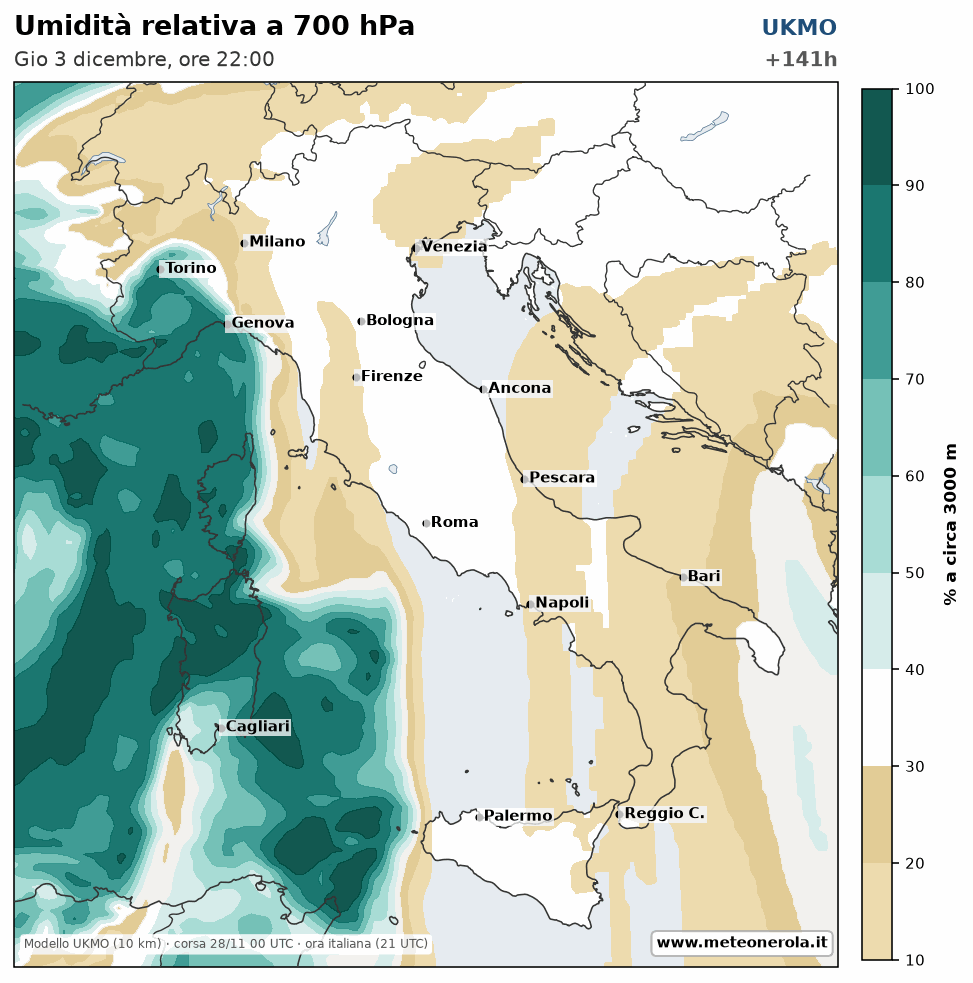 Umidità relativa a 700 hPa
UKMO
Gio 3 dicembre, ore 22:00
+141h
Milano
Venezia
Torino
Genova
Bologna
Firenze
Ancona
Pescara
Roma
Bari
Napoli
Cagliari
Palermo
Reggio C.
Modello UKMO (10 km) · corsa 28/11 00 UTC · ora italiana (21 UTC)
www.meteonerola.it
100
90
80
70
60
50
40
30
20
10
% a circa 3000 m